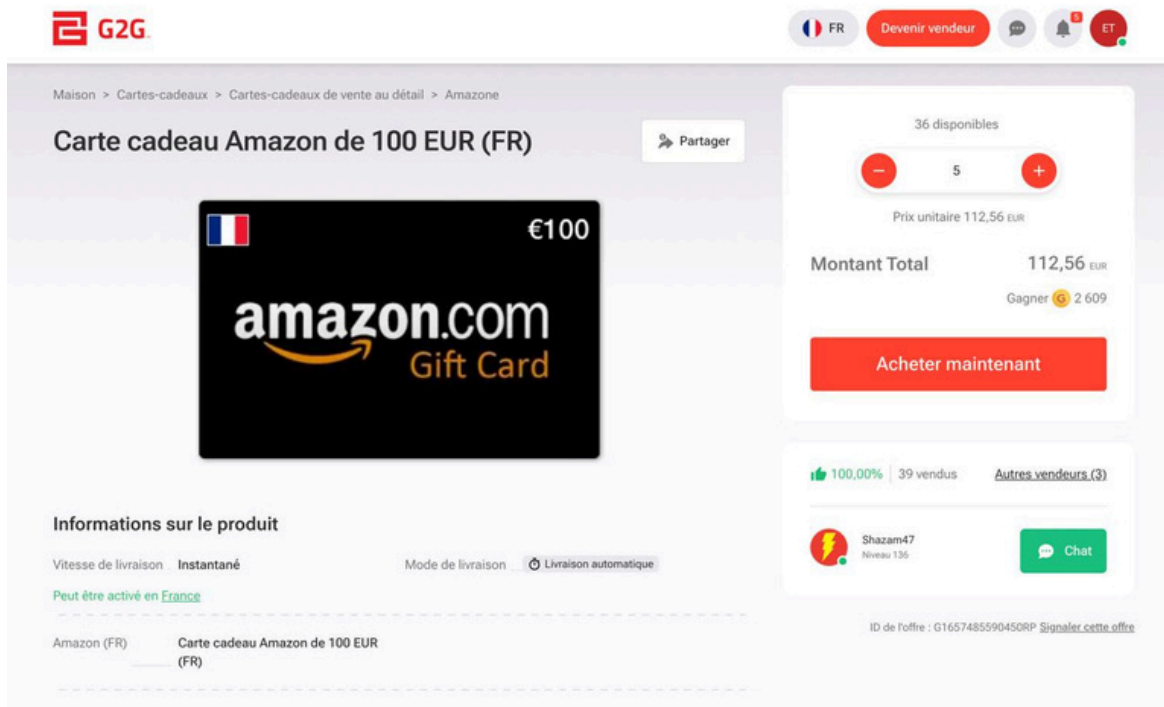 G2G.
FR
Devenir vendeur
5
ET
Maison > Cartes-cadeaux > Cartes-cadeaux de vente au détail > Amazone
Carte cadeau Amazon de 100 EUR (FR)
Partager
€100
amazon.com
Gift Card
36 disponibles
− 5 +
Prix unitaire 112,56 EUR
Montant Total 112,56 EUR
Gagner G 2 609
Acheter maintenant
100,00% 39 vendus Autres vendeurs (3)
Shazam47
Niveau 136
Chat
ID de l'offre : G1657485590450RP Signaler cette offre
Informations sur le produit
Vitesse de livraison Instantané
Mode de livraison Livraison automatique
Peut être activé en France
Amazon (FR) Carte cadeau Amazon de 100 EUR
(FR)